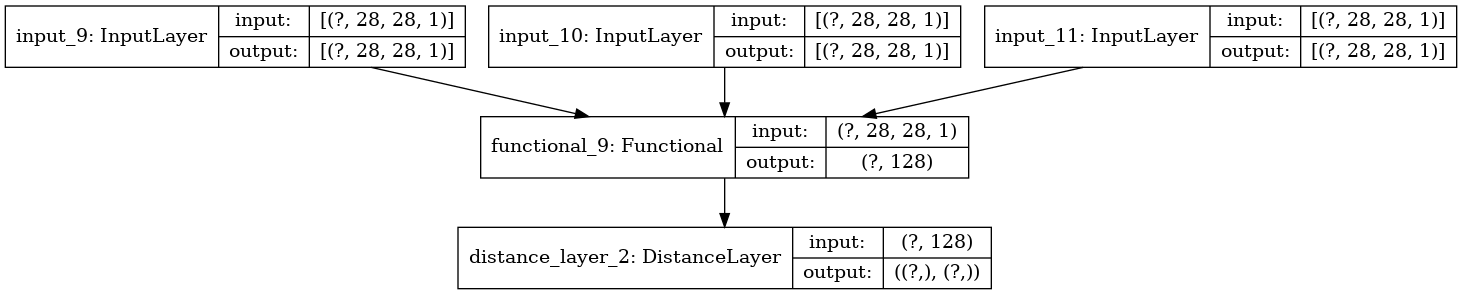 input_9: InputLayer
input: [(?, 28, 28, 1)]
output: [(?, 28, 28, 1)]
input_10: InputLayer
input: [(?, 28, 28, 1)]
output: [(?, 28, 28, 1)]
input_11: InputLayer
input: [(?, 28, 28, 1)]
output: [(?, 28, 28, 1)]
functional_9: Functional
input: (?, 28, 28, 1)
output: (?, 128)
distance_layer_2: DistanceLayer
input: (?, 128)
output: ((?,), (?,))